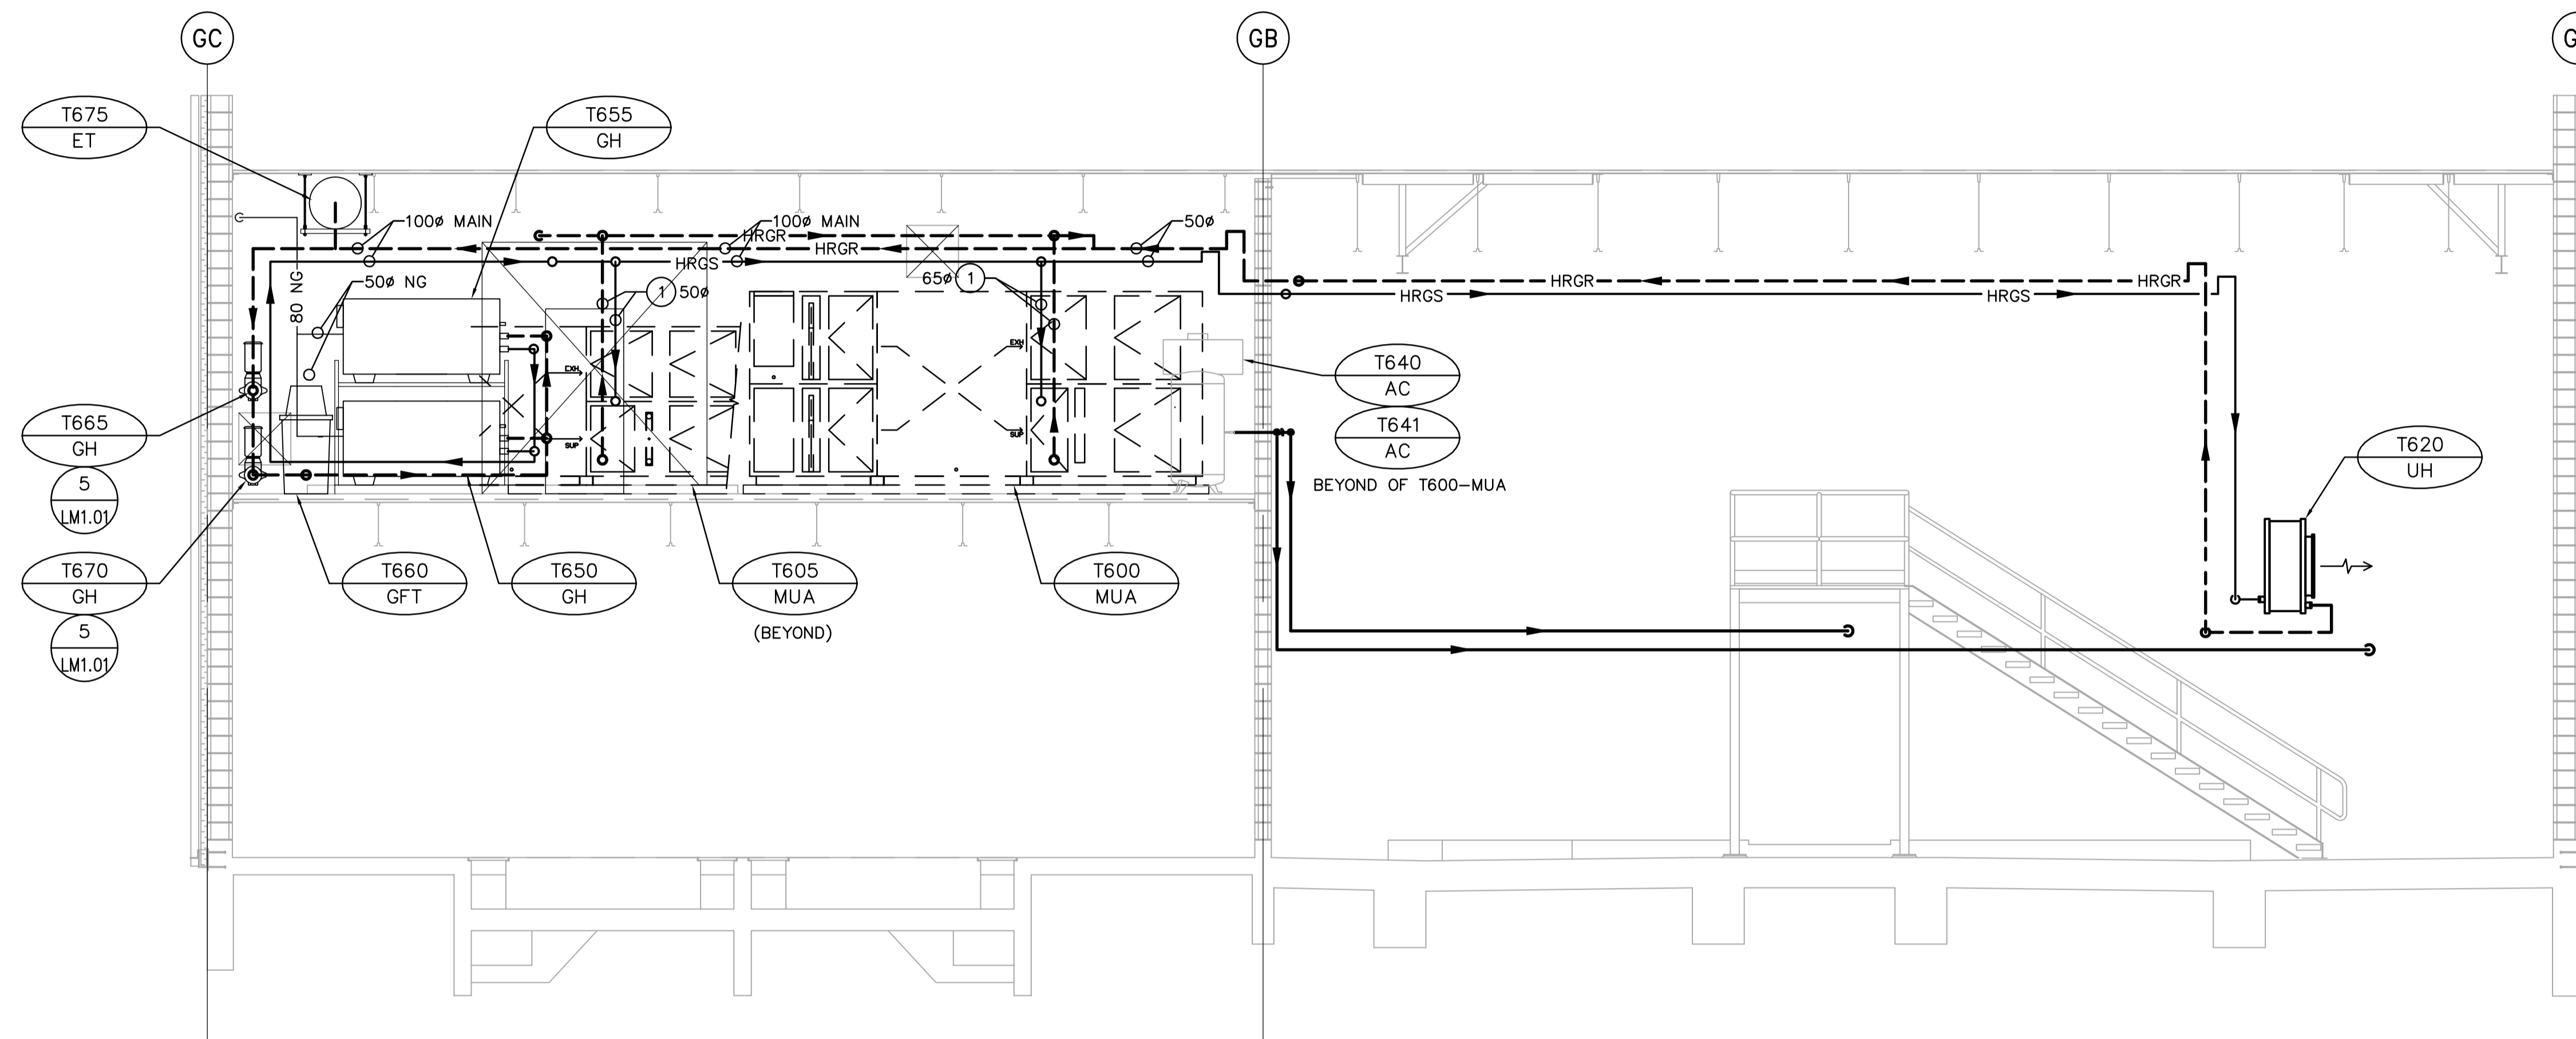 GC
GB
G
T675
ET
T655
GH
100ø MAIN
100ø MAIN
50ø
HRGR
HRGR
HRGS
80 NG
50ø NG
1
50ø
65ø
1
HRGR
HRGR
HRGS
HRGS
EXH
EXH
SUP
SUP
T640
AC
T641
AC
BEYOND OF T600-MUA
T665
GH
5
LM1.01
T620
UH
T670
GH
5
LM1.01
T660
GFT
T650
GH
T605
MUA
(BEYOND)
T600
MUA